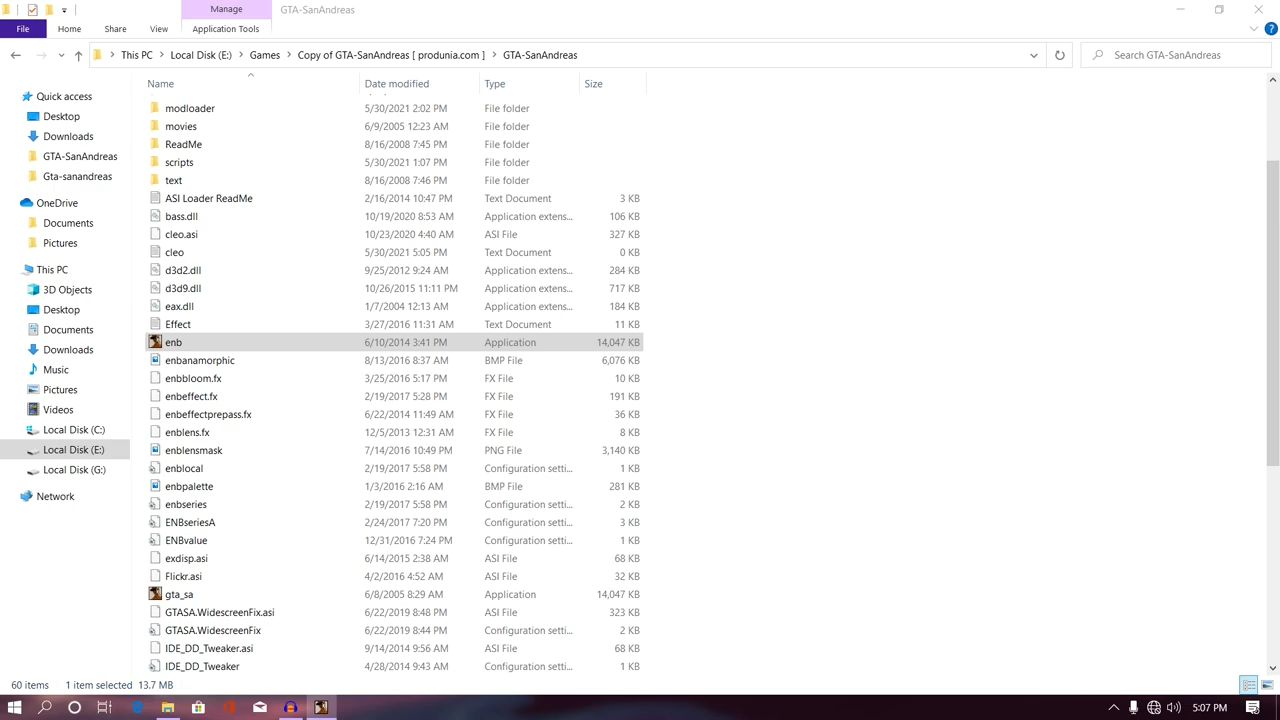 Manage
GTA-SanAndreas
File
Home
Share
View
Application Tools
This PC
Local Disk (E:)
Games
Copy of GTA-SanAndreas [ produnia.com ]
GTA-SanAndreas
Search GTA-SanAndreas
Name
Date modified
Type
Size
Quick access
Desktop
Downloads
GTA-SanAndreas
Gta-sanandreas
OneDrive
Documents
Pictures
This PC
3D Objects
Desktop
Documents
Downloads
Music
Pictures
Videos
Local Disk (C:)
Local Disk (E:)
Local Disk (G:)
Network
modloader 5/30/2021 2:02 PM File folder
movies 6/9/2005 12:23 AM File folder
ReadMe 8/16/2008 7:45 PM File folder
scripts 5/30/2021 1:07 PM File folder
text 8/16/2008 7:46 PM File folder
ASI Loader ReadMe 2/16/2014 10:47 PM Text Document 3 KB
bass.dll 10/19/2020 8:53 AM Application extens... 106 KB
cleo.asi 10/23/2020 4:40 AM ASI File 327 KB
cleo 5/30/2021 5:05 PM Text Document 0 KB
d3d2.dll 9/25/2012 9:24 AM Application extens... 284 KB
d3d9.dll 10/26/2015 11:11 PM Application extens... 717 KB
eax.dll 1/7/2004 12:13 AM Application extens... 184 KB
Effect 3/27/2016 11:31 AM Text Document 11 KB
enb 6/10/2014 3:41 PM Application 14,047 KB
enbanamorphic 8/13/2016 8:37 AM BMP File 6,076 KB
enbbloom.fx 3/25/2016 5:17 PM FX File 10 KB
enbeffect.fx 2/19/2017 5:28 PM FX File 191 KB
enbeffectprepass.fx 6/22/2014 11:49 AM FX File 36 KB
enblens.fx 12/5/2013 12:31 AM FX File 8 KB
enblensmask 7/14/2016 10:49 PM PNG File 3,140 KB
enblocal 2/19/2017 5:58 PM Configuration setti... 1 KB
enbpalette 1/3/2016 2:16 AM BMP File 281 KB
enbseries 2/19/2017 5:58 PM Configuration setti... 2 KB
ENBseriesA 2/24/2017 7:20 PM Configuration setti... 3 KB
ENBvalue 12/31/2016 7:24 PM Configuration setti... 1 KB
exdisp.asi 6/14/2015 2:38 AM ASI File 68 KB
Flickr.asi 4/2/2016 4:52 AM ASI File 32 KB
gta_sa 6/8/2005 8:29 AM Application 14,047 KB
GTASA.WidescreenFix.asi 6/22/2019 8:48 PM ASI File 323 KB
GTASA.WidescreenFix 6/22/2019 8:44 PM Configuration setti... 2 KB
IDE_DD_Tweaker.asi 9/14/2014 9:56 AM ASI File 68 KB
IDE_DD_Tweaker 4/28/2014 9:43 AM Configuration setti... 1 KB
60 items
1 item selected 13.7 MB
5:07 PM